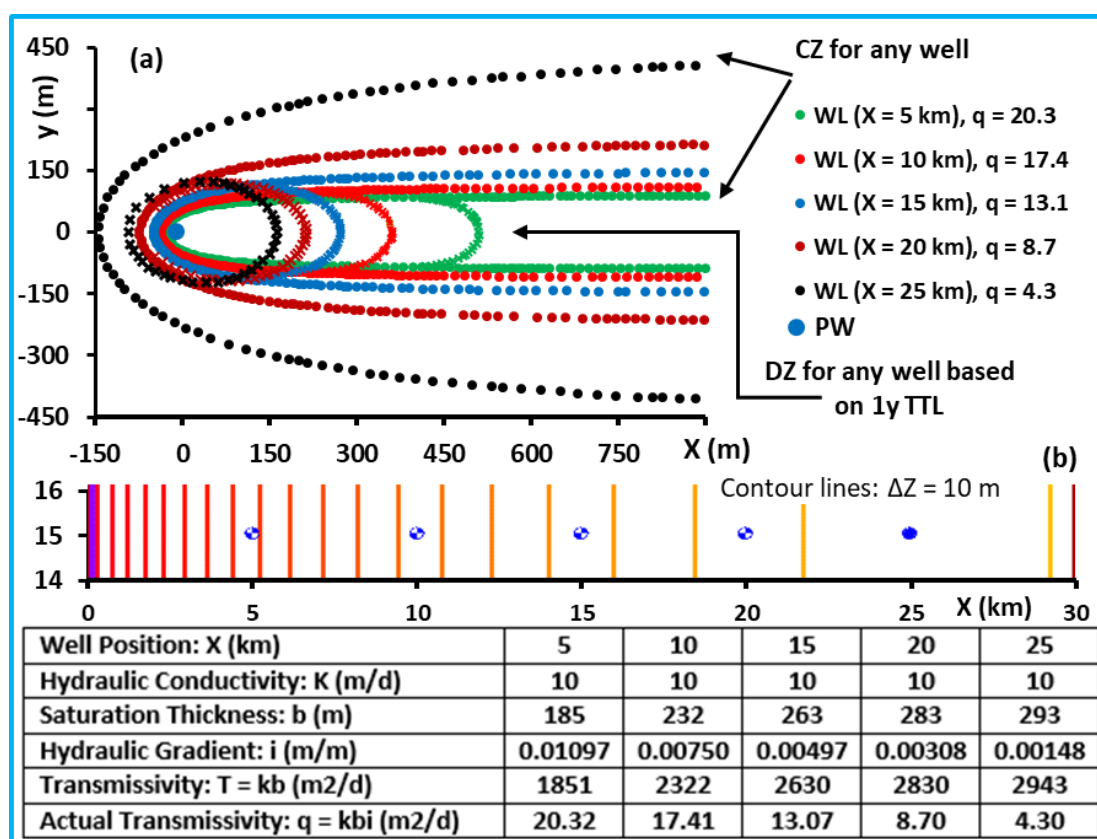 450
(a)
CZ for any well
y (m)
300
WL (X = 5 km), q = 20.3
150
WL (X = 10 km), q = 17.4
WL (X = 15 km), q = 13.1
0
WL (X = 20 km), q = 8.7
-150
WL (X = 25 km), q = 4.3
PW
-300
DZ for any well based
on 1y TTL
-450
-150 0 150 300 450 600 750 X (m)
(b)
16
Contour lines: ΔZ = 10 m
15
14
0 5 10 15 20 25 X (km) 30
Well Position: X (km) 5 10 15 20 25
Hydraulic Conductivity: K (m/d) 10 10 10 10 10
Saturation Thickness: b (m) 185 232 263 283 293
Hydraulic Gradient: i (m/m) 0.01097 0.00750 0.00497 0.00308 0.00148
Transmissivity: T = kb (m2/d) 1851 2322 2630 2830 2943
Actual Transmissivity: q = kbi (m2/d) 20.32 17.41 13.07 8.70 4.30